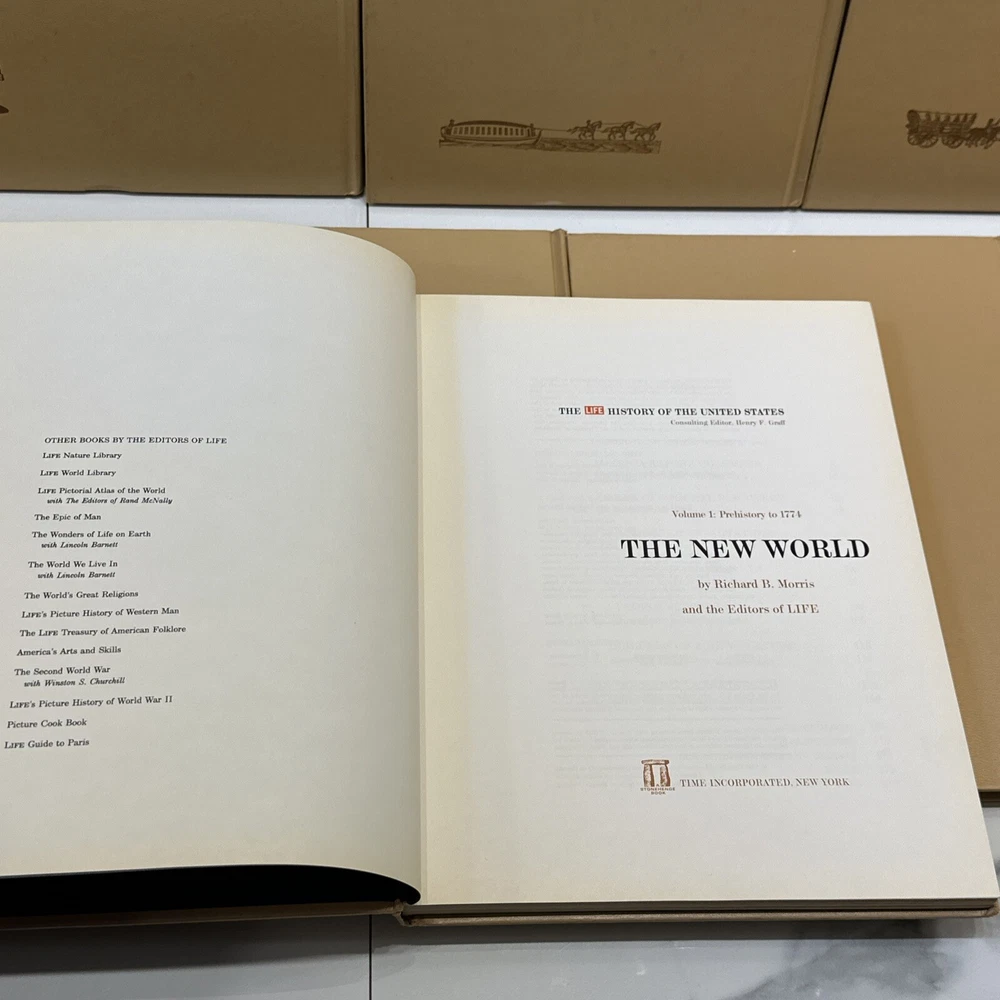 OTHER BOOKS BY THE EDITORS OF LIFE
LIFE Nature Library
LIFE World Library
LIFE Pictorial Atlas of the World
with The Editors of Rand McNally
The Epic of Man
The Wonders of Life on Earth
with Lincoln Barnett
The World We Live In
with Lincoln Barnett
The World's Great Religions
LIFE's Picture History of Western Man
The LIFE Treasury of American Folklore
America's Arts and Skills
The Second World War
with Winston S. Churchill
LIFE's Picture History of World War II
Picture Cook Book
LIFE Guide to Paris
THE LIFE HISTORY OF THE UNITED STATES
Consulting Editor, Henry F. Graff
Volume 1: Prehistory to 1774
THE NEW WORLD
by Richard B. Morris
and the Editors of LIFE
STONEHENGE
BOOK
TIME INCORPORATED, NEW YORK